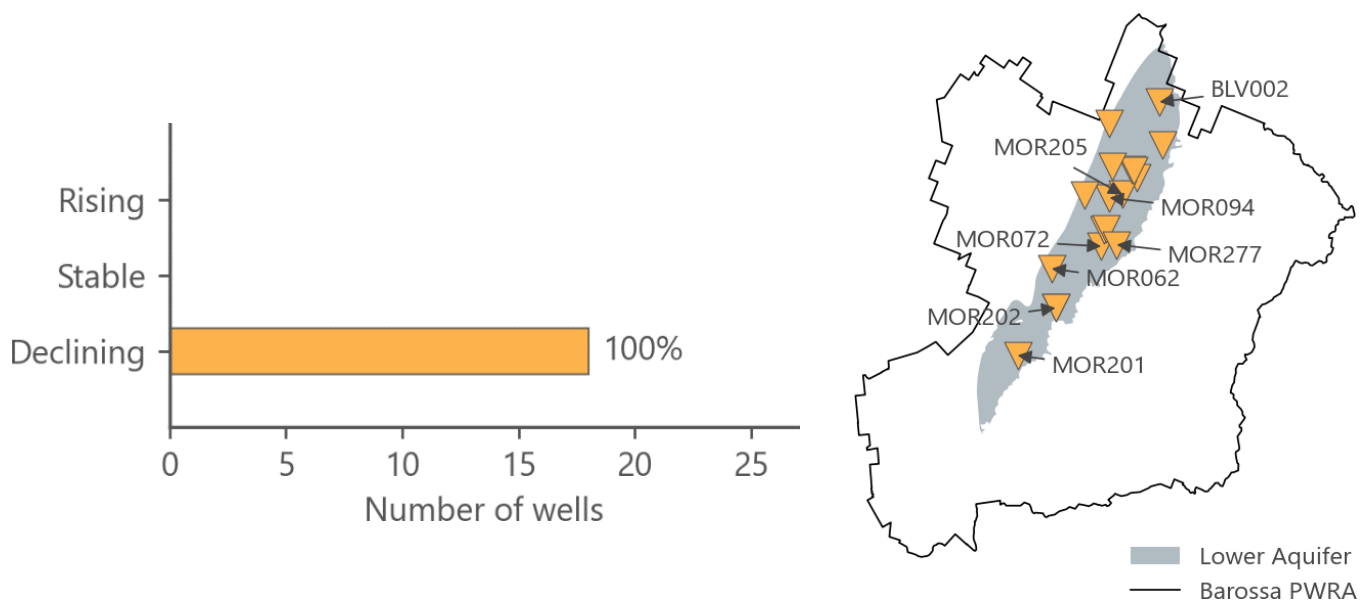 Rising
Stable
Declining
100%
0 5 10 15 20 25
Number of wells
BLV002
MOR205
MOR094
MOR072
MOR277
MOR062
MOR202
MOR201
Lower Aquifer
Barossa PWRA